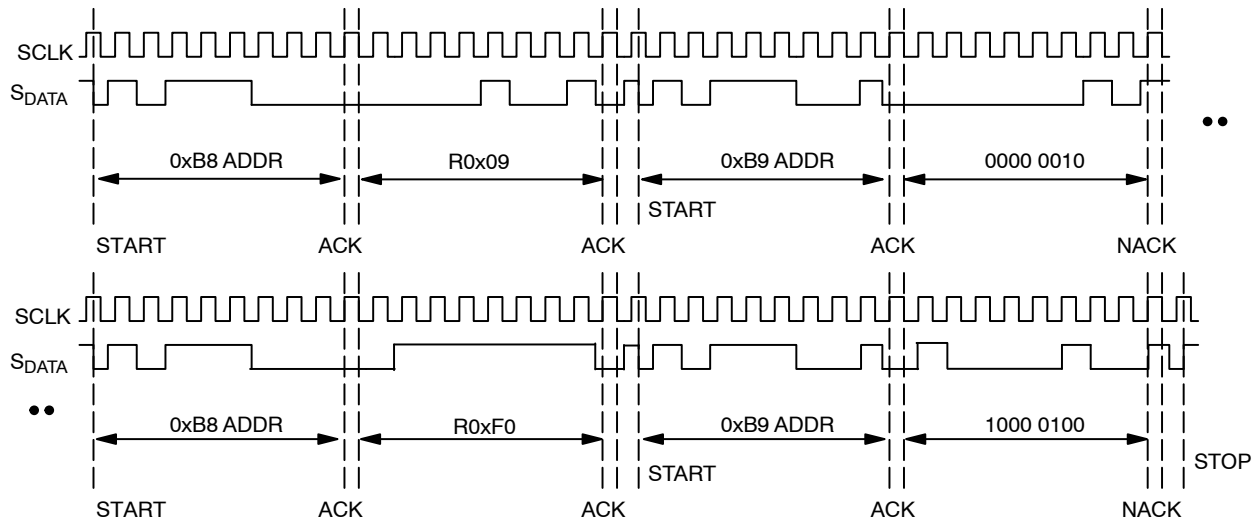 SCLK
SDATA
0xB8 ADDR R0x09 0xB9 ADDR 0000 0010
START
START ACK ACK ACK NACK
SCLK
SDATA
0xB8 ADDR R0xF0 0xB9 ADDR 1000 0100
START STOP
START ACK ACK ACK NACK